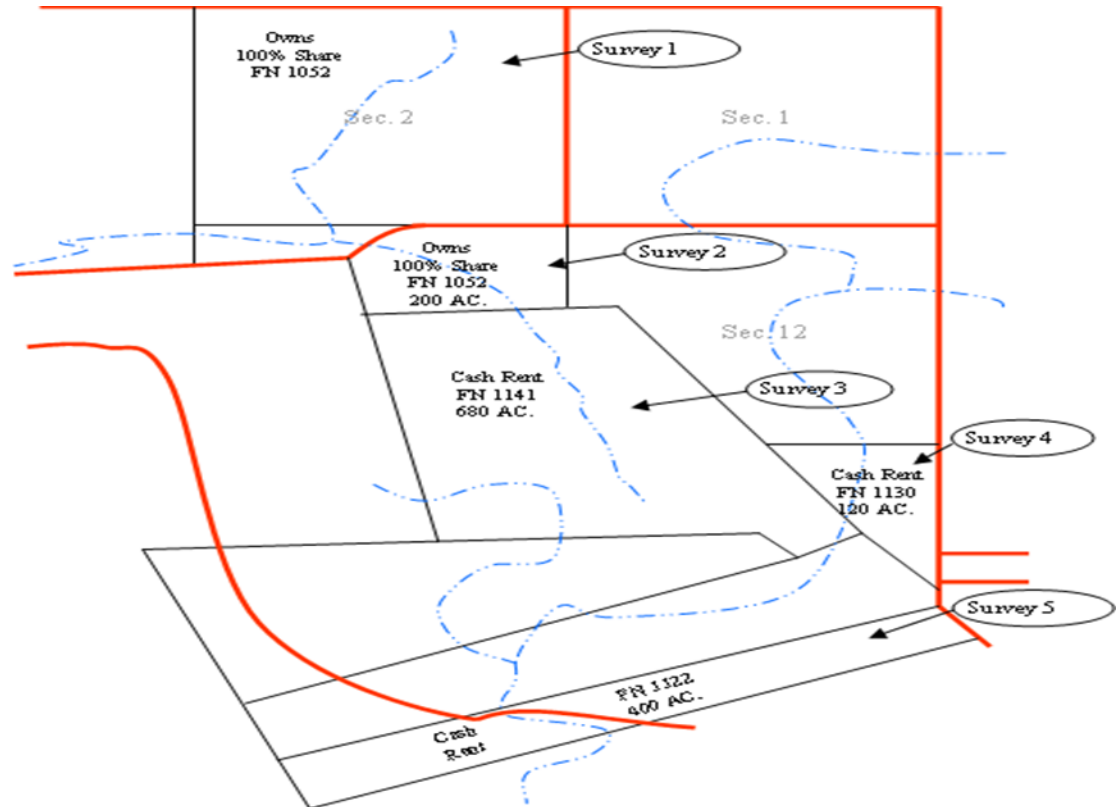 Owns
100% Share
FN 1052
Survey 1
Sec. 2
Sec. 1
Owns
100% Share
FN 1052
200 AC.
Survey 2
Sec. 12
Cash Rent
FN 1141
680 AC.
Survey 3
Survey 4
Cash Rent
FN 1130
120 AC.
Survey 5
FN 1122
400 AC.
Cash
Rent